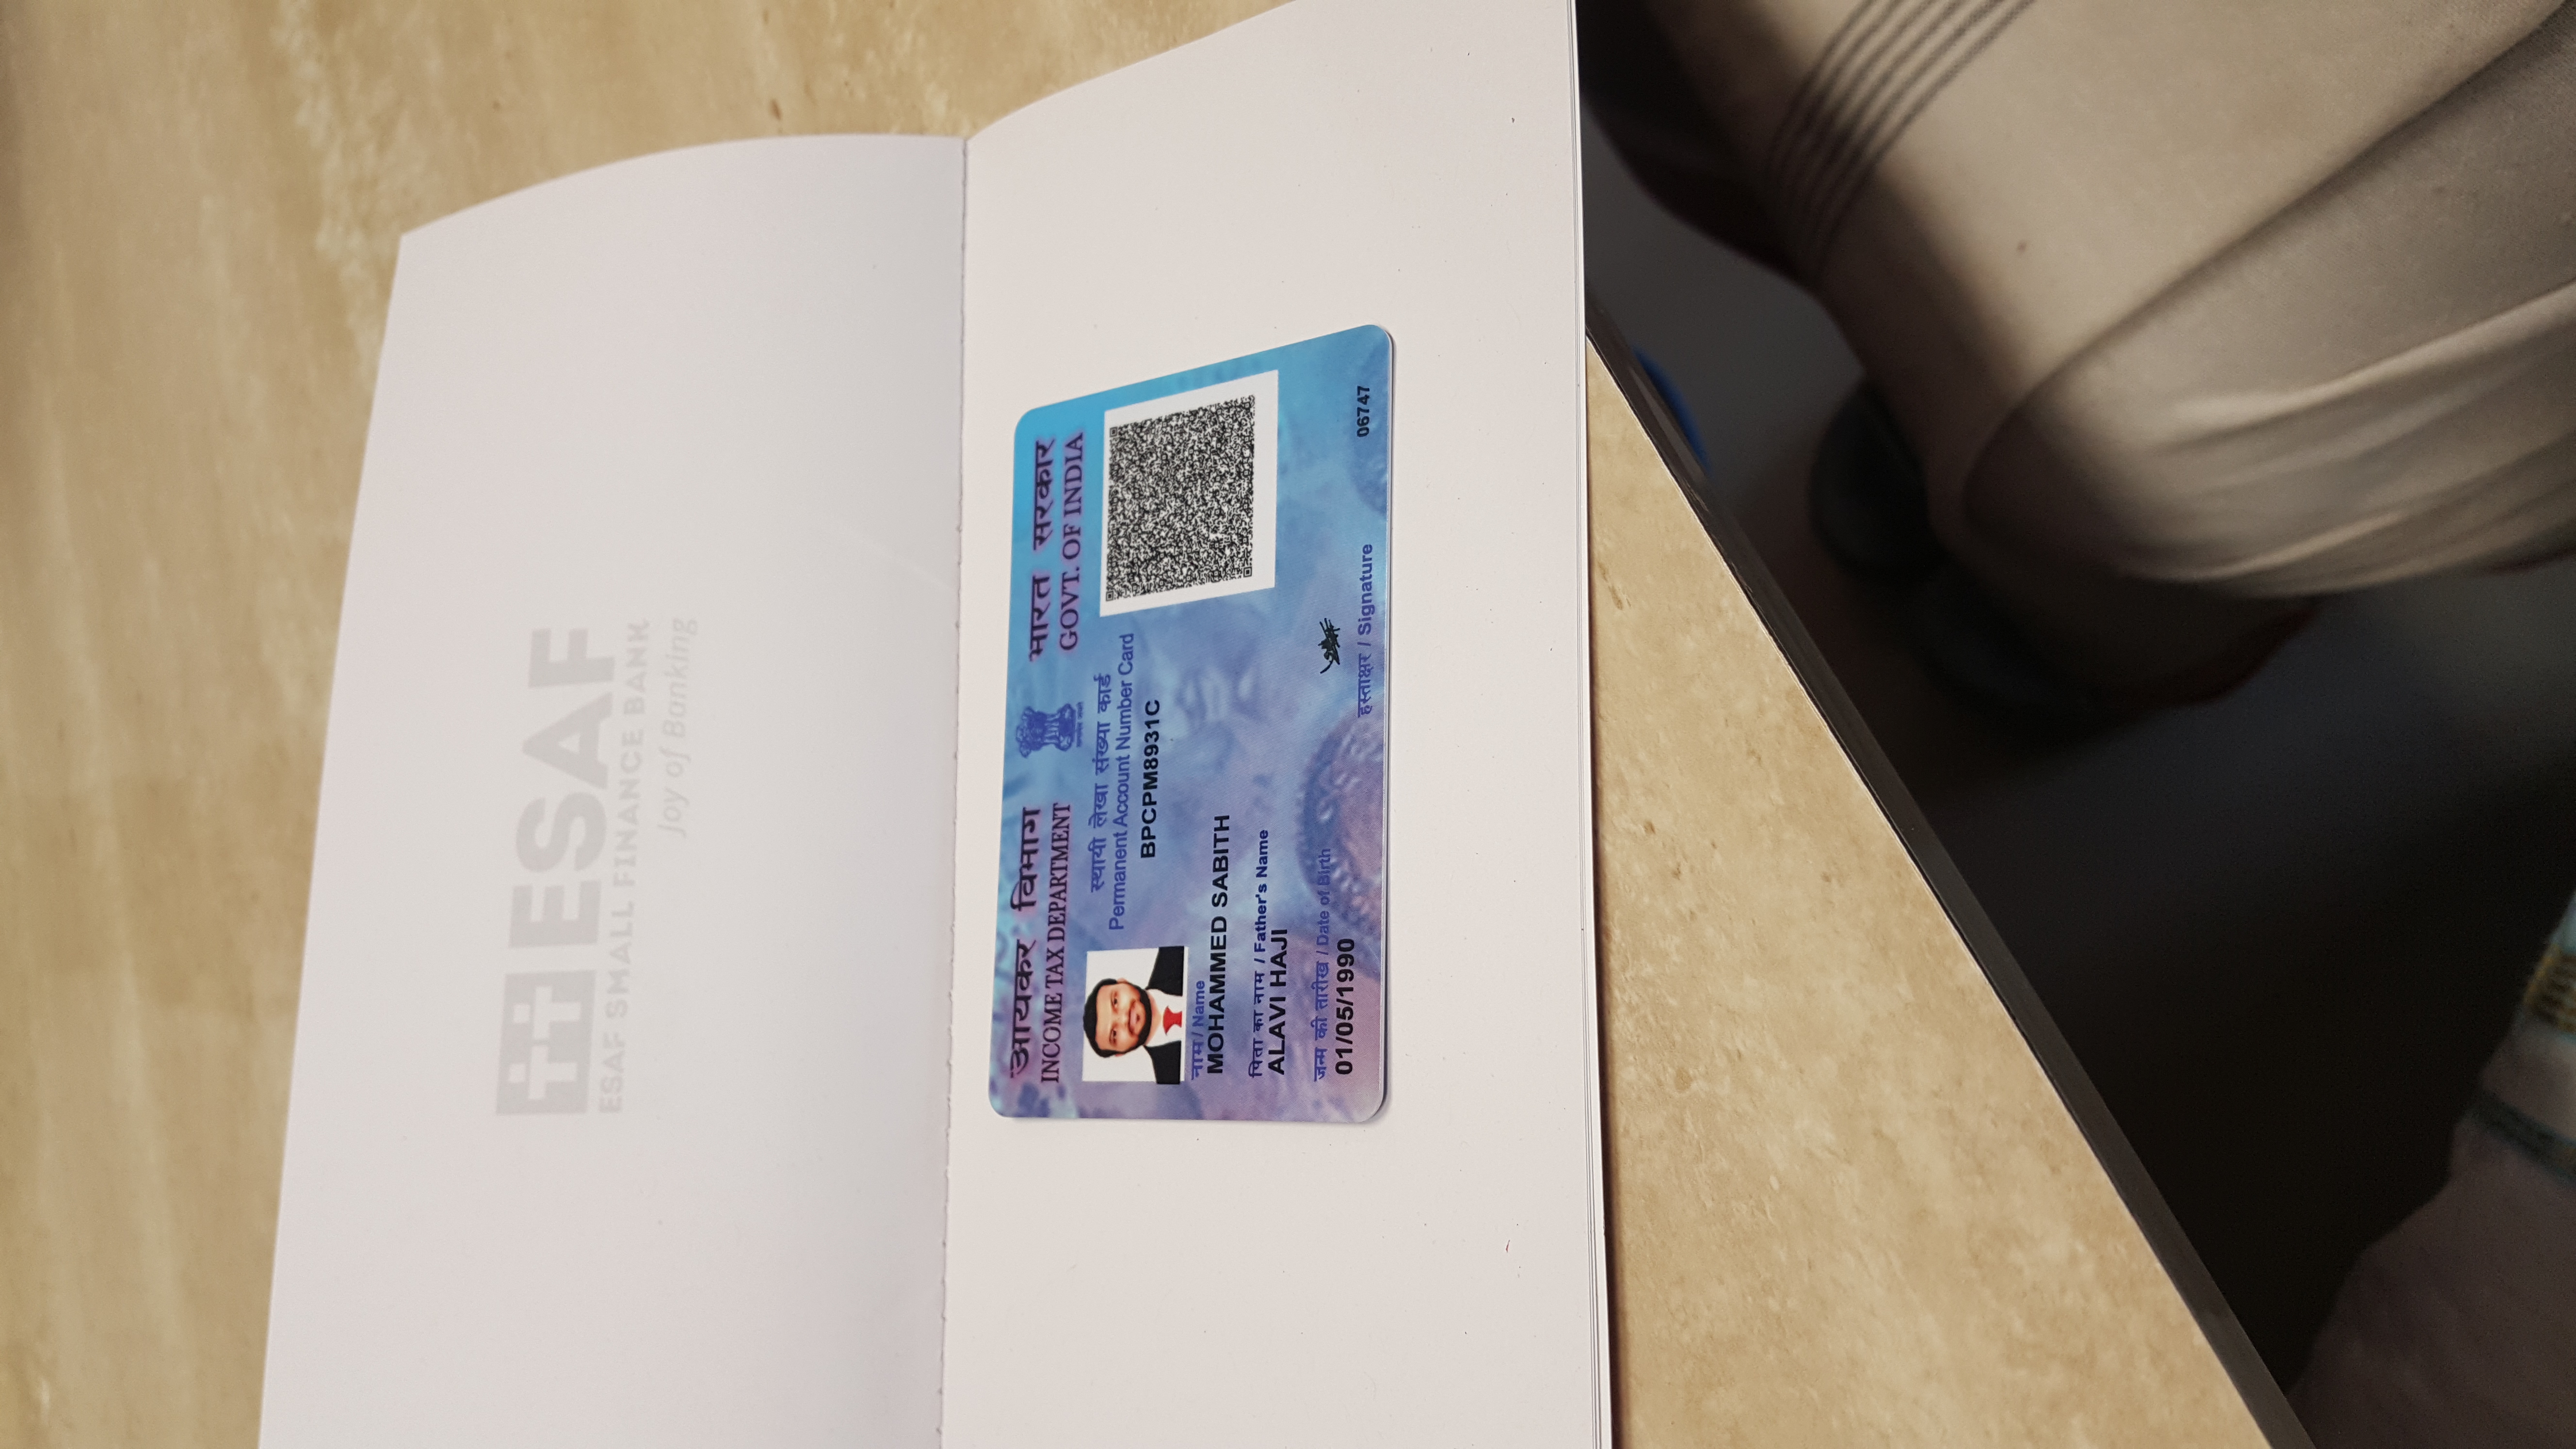 ESAF
ESAF SMALL FINANCE BANK
Joy of Banking
आयकर विभाग
INCOME TAX DEPARTMENT
भारत सरकार
GOVT. OF INDIA
स्थायी लेखा संख्या कार्ड
Permanent Account Number Card
BPCPM8931C
नाम / Name
MOHAMMED SABITH
पिता का नाम / Father's Name
ALAVI HAJI
जन्म की तारीख / Date of Birth
01/05/1990
हस्ताक्षर / Signature
06747